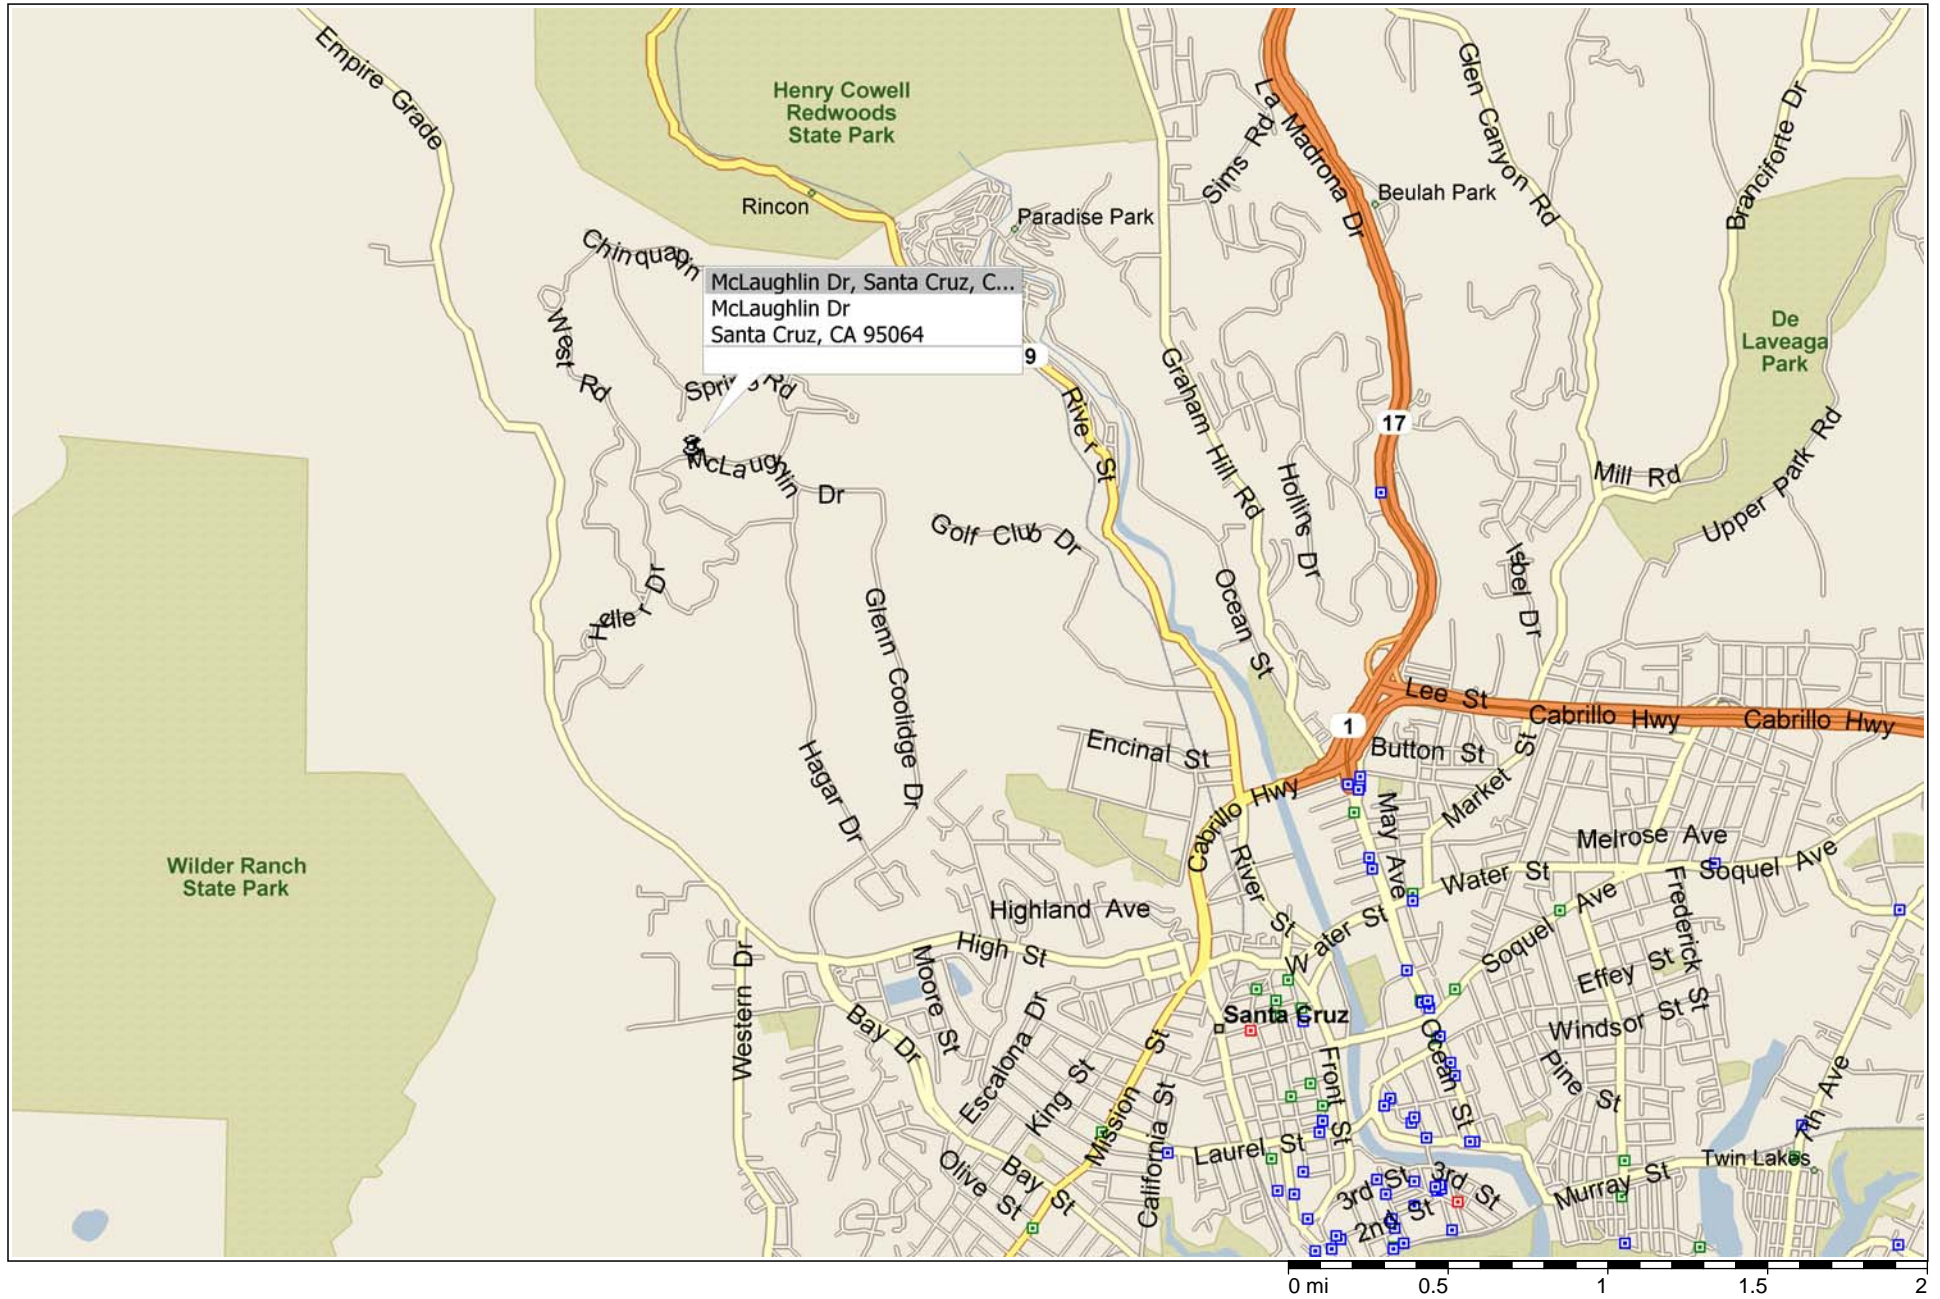 Empire Grade
Henry Cowell
Redwoods
State Park
La Madrona Dr
Glen Canyon Rd
Branciforte Dr
Sims Rd
Rincon
Paradise Park
Beulah Park
Chinquapin
McLaughlin Dr, Santa Cruz, C...
McLaughlin Dr
Santa Cruz, CA 95064
West Rd
Spring Rd
9
De
Laveaga
Park
Graham Hill Rd
River St
17
McLaughlin Dr
Hollins Dr
Mill Rd
Upper Park Rd
Golf Club Dr
Isbel Dr
Ocean St
Glenn Coolidge Dr
Lee St
Cabrillo Hwy
Cabrillo Hwy
1
Encinal St
Button St
Hagar Dr
Cabrillo Hwy
May Ave
Market St
Melrose Ave
Wilder Ranch
State Park
River St
Water St
Soquel Ave
Highland Ave
Frederick St
High St
Water St
Soquel Ave
Effey St
Western Dr
Moore St
Bay Dr
Escalona Dr
Santa Cruz
Windsor St
King St
Mission St
Front St
Ocean St
Pine St
7th Ave
California St
Laurel St
Olive St
Bay St
3rd St
3rd St
2nd St
Murray St
Twin Lakes
0 mi 0.5 1 1.5 2